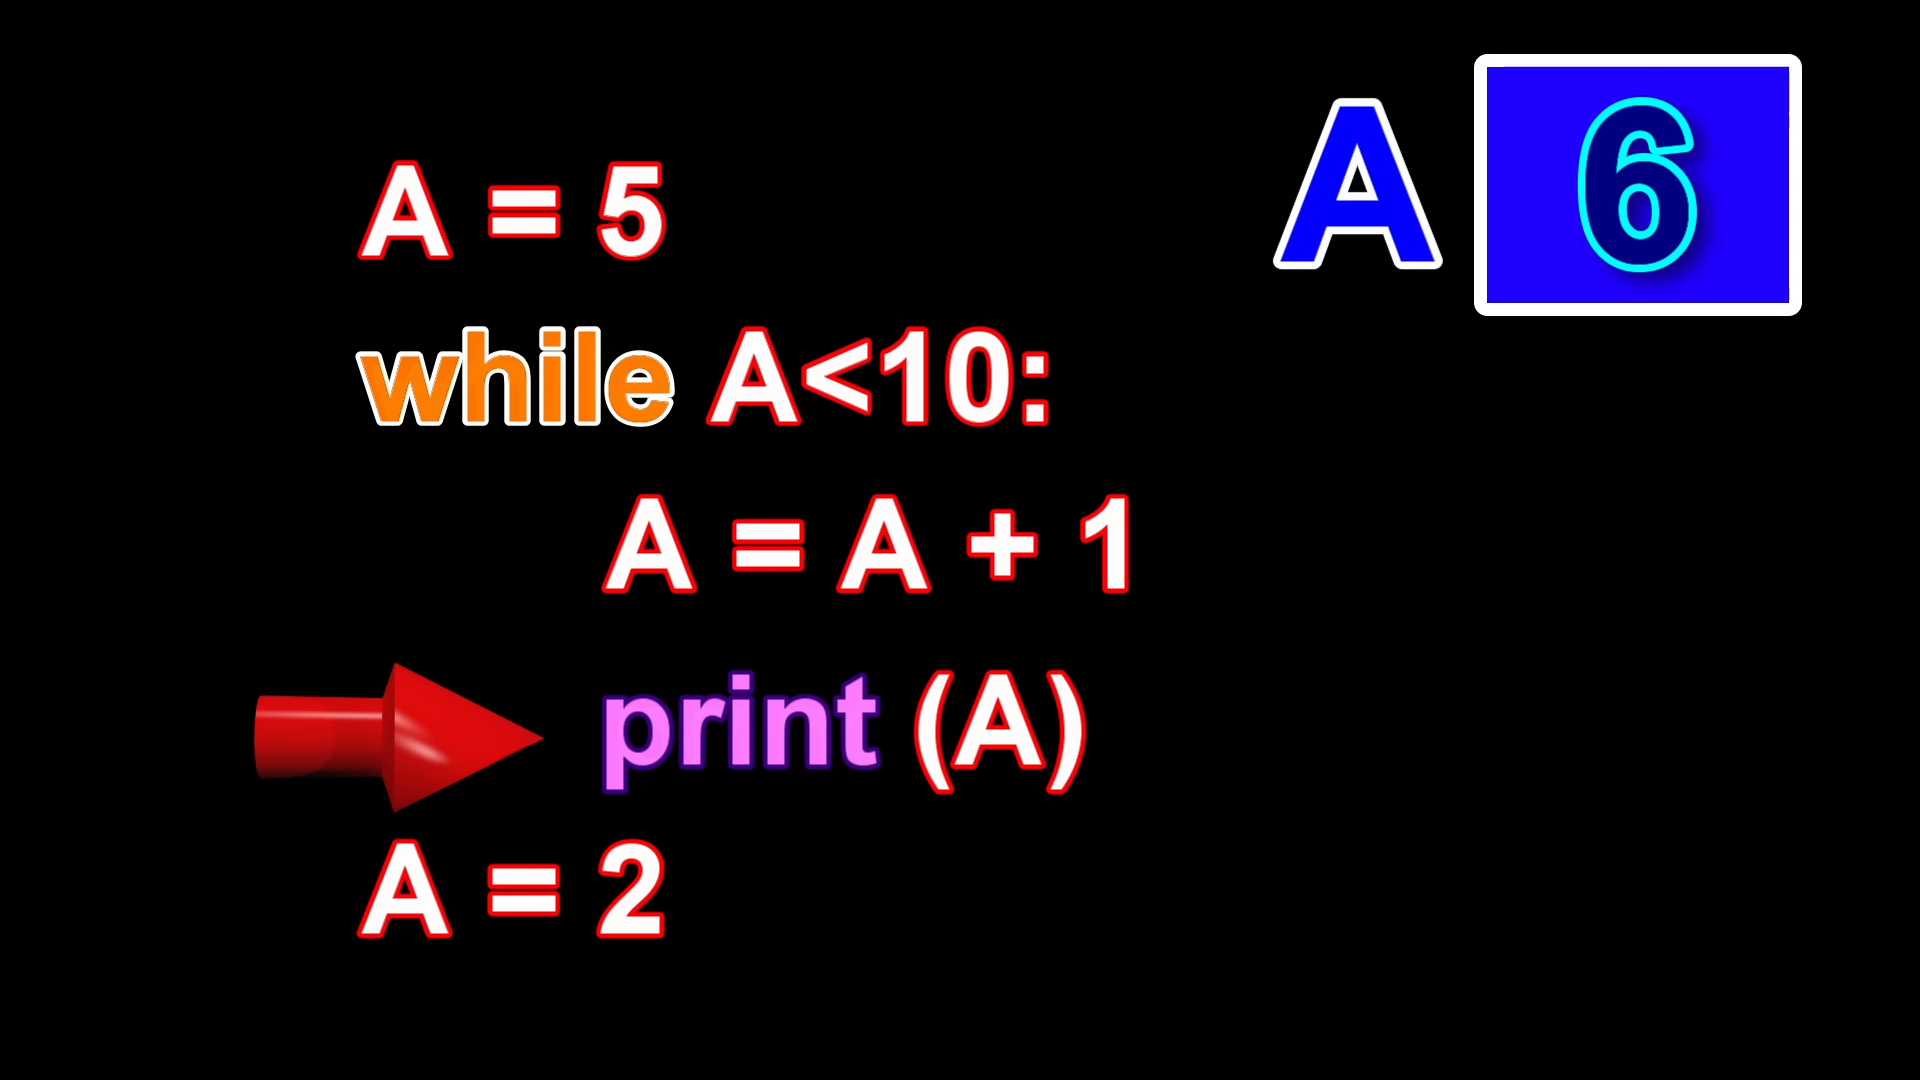 A 6
A = 5
while A<10:
A = A + 1
print (A)
A = 2